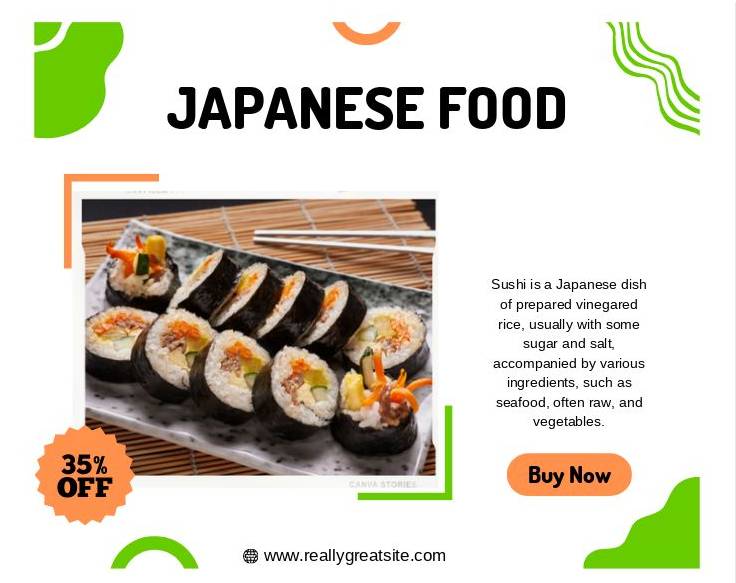 JAPANESE FOOD
Sushi is a Japanese dish
of prepared vinegared
rice, usually with some
sugar and salt,
accompanied by various
ingredients, such as
seafood, often raw, and
vegetables.
35%
OFF
Buy Now
CANVA STORIES
www.reallygreatsite.com